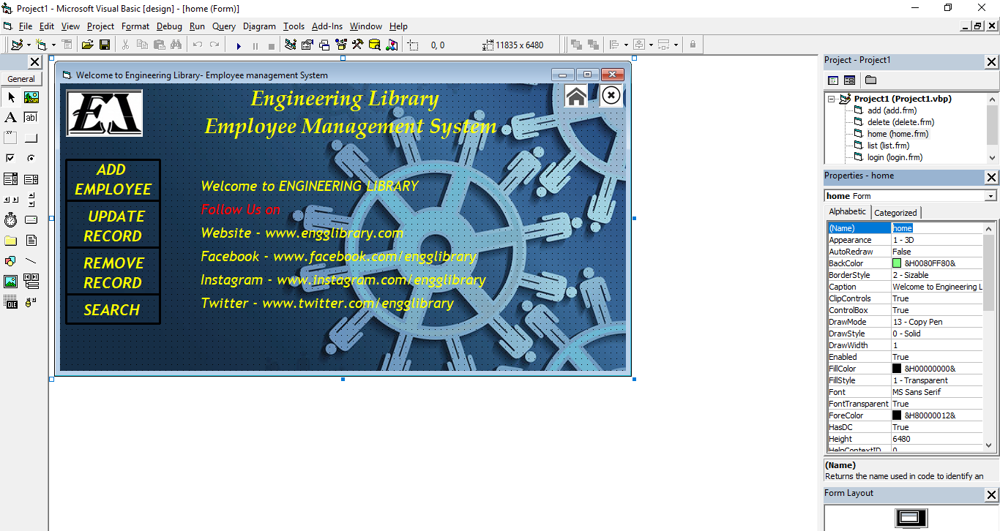 Project1 - Microsoft Visual Basic [design] - [home (Form)]
File Edit View Project Format Debug Run Query Diagram Tools Add-Ins Window Help
0, 0
11835 x 6480
General
A
ab
xy
OLE
Welcome to Engineering Library- Employee management System
EA
Engineering Library
Employee Management System
ADD
EMPLOYEE
UPDATE
RECORD
REMOVE
RECORD
SEARCH
Welcome to ENGINEERING LIBRARY
Follow Us on
Website - www.engglibrary.com
Facebook - www.facebook.com/engglibrary
Instagram - www.instagram.com/engglibrary
Twitter - www.twitter.com/engglibrary
Project - Project1
Project1 (Project1.vbp)
add (add.frm)
delete (delete.frm)
home (home.frm)
list (list.frm)
login (login.frm)
Properties - home
home Form
Alphabetic Categorized
(Name) home
Appearance 1 - 3D
AutoRedraw False
BackColor &H0080FF80&
BorderStyle 2 - Sizable
Caption Welcome to Engineering L
ClipControls True
ControlBox True
DrawMode 13 - Copy Pen
DrawStyle 0 - Solid
DrawWidth 1
Enabled True
FillColor &H00000000&
FillStyle 1 - Transparent
Font MS Sans Serif
FontTransparent True
ForeColor &H80000012&
HasDC True
Height 6480
HelpContextID 0
(Name)
Returns the name used in code to identify an
Form Layout